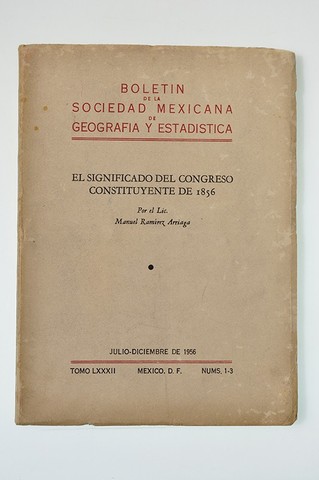 BOLETIN
DE LA
SOCIEDAD MEXICANA
DE
GEOGRAFIA Y ESTADISTICA
EL SIGNIFICADO DEL CONGRESO
CONSTITUYENTE DE 1856
Por el Lic.
Manuel Ramírez Arriaga
JULIO-DICIEMBRE DE 1956
TOMO LXXXII MEXICO, D. F. NUMS. 1-3